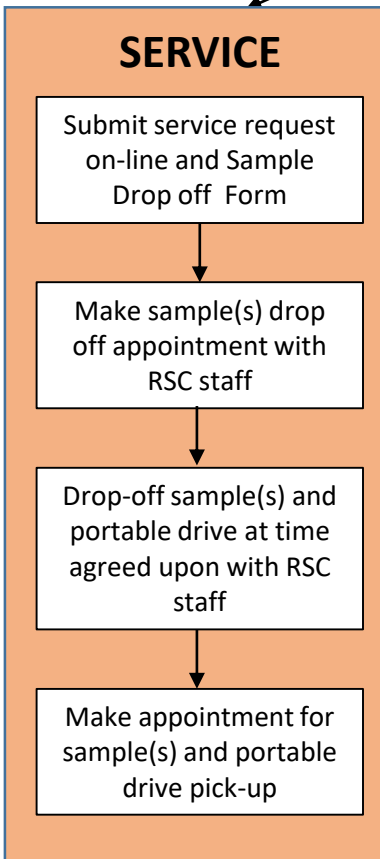 SERVICE
Submit service request
on-line and Sample
Drop off  Form
Make sample(s) drop
off appointment with
RSC staff
Drop-off sample(s) and
portable drive at time
agreed upon with RSC
staff
Make appointment for
sample(s) and portable
drive pick-up